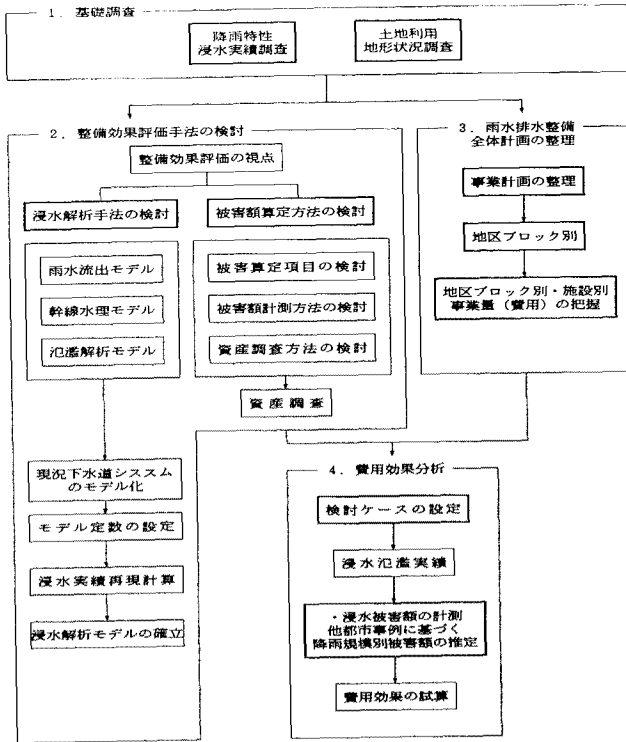 1. 基礎調査
降雨特性
浸水実績調査
土地利用
地形状況調査
2. 整備効果評価手法の検討
整備効果評価の視点
浸水解析手法の検討
被害額算定方法の検討
雨水流出モデル
幹線水理モデル
氾濫解析モデル
被害算定項目の検討
被害額計測方法の検討
資産調査方法の検討
資産調査
現況下水道シススム
のモデル化
モデル定数の設定
浸水実績再現計算
浸水解析モデルの確立
3. 雨水排水整備
全体計画の整理
事業計画の整理
地区ブロック別
地区ブロック別・施設別
事業量(費用)の把握
4. 費用効果分析
検討ケースの設定
浸水氾濫実績
・浸水被害額の計測
他都市事例に基づく
降雨規模別被害額の推定
費用効果の試算